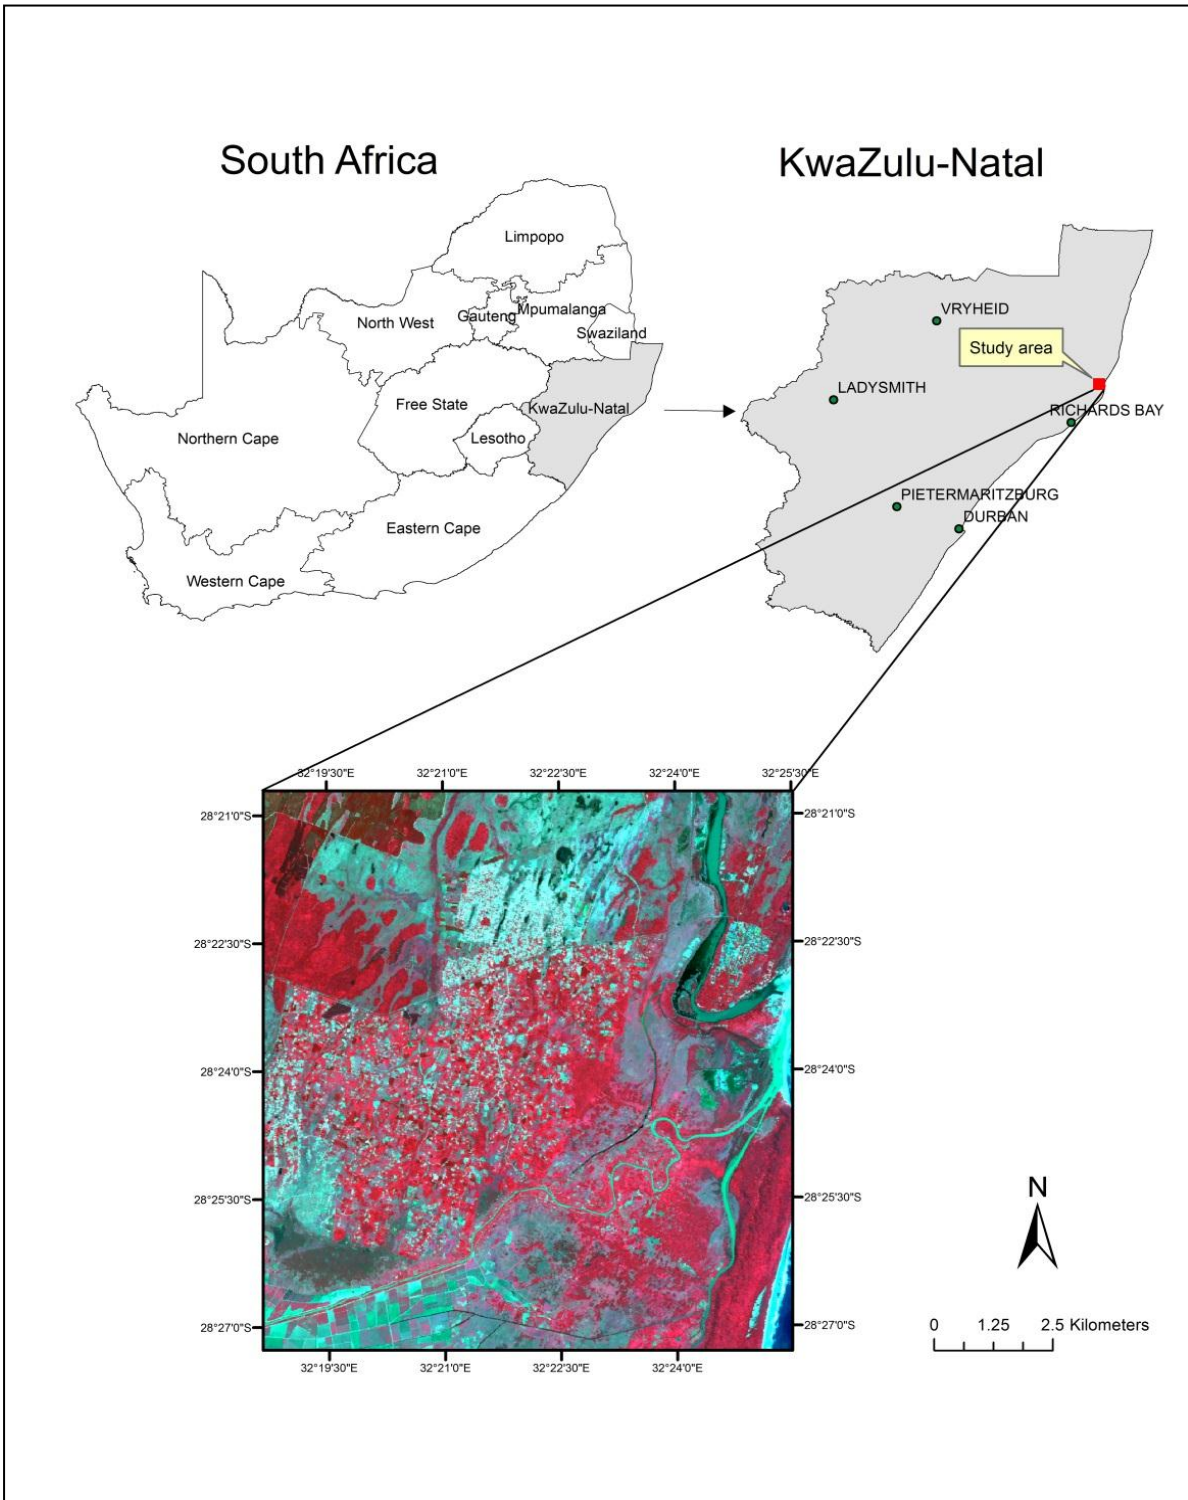 South Africa
KwaZulu-Natal
Limpopo
North West
Gauteng
Mpumalanga
Swaziland
Free State
KwaZulu-Natal
Lesotho
Northern Cape
Eastern Cape
Western Cape
VRYHEID
Study area
LADYSMITH
RICHARDS BAY
PIETERMARITZBURG
DURBAN
32°19'30"E 32°21'0"E 32°22'30"E 32°24'0"E 32°25'30"E
28°21'0"S 28°21'0"S
28°22'30"S 28°22'30"S
28°24'0"S 28°24'0"S
28°25'30"S 28°25'30"S
28°27'0"S 28°27'0"S
32°19'30"E 32°21'0"E 32°22'30"E 32°24'0"E
N
0 1.25 2.5 Kilometers